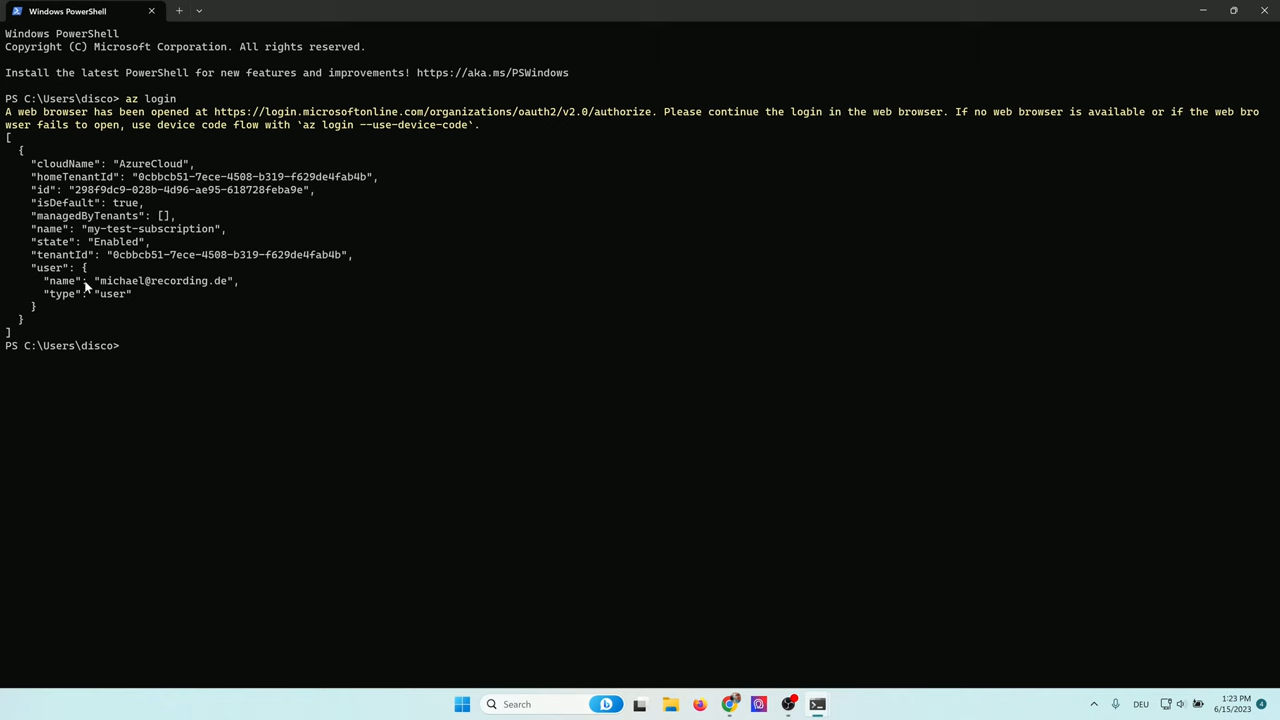 Windows PowerShell
Windows PowerShell
Copyright (C) Microsoft Corporation. All rights reserved.
Install the latest PowerShell for new features and improvements! https://aka.ms/PSWindows
PS C:\Users\disco> az login
A web browser has been opened at https://login.microsoftonline.com/organizations/oauth2/v2.0/authorize. Please continue the login in the web browser. If no web browser is available or if the web bro
wser fails to open, use device code flow with `az login --use-device-code`.
[
  {
    "cloudName": "AzureCloud",
    "homeTenantId": "0cbbcb51-7ece-4508-b319-f629de4fab4b",
    "id": "298f9dc9-028b-4d96-ae95-618728feba9e",
    "isDefault": true,
    "managedByTenants": [],
    "name": "my-test-subscription",
    "state": "Enabled",
    "tenantId": "0cbbcb51-7ece-4508-b319-f629de4fab4b",
    "user": {
      "name": "michael@recording.de",
      "type": "user"
    }
  }
]
PS C:\Users\disco>
Search
DEU
1:23 PM
6/15/2023
4